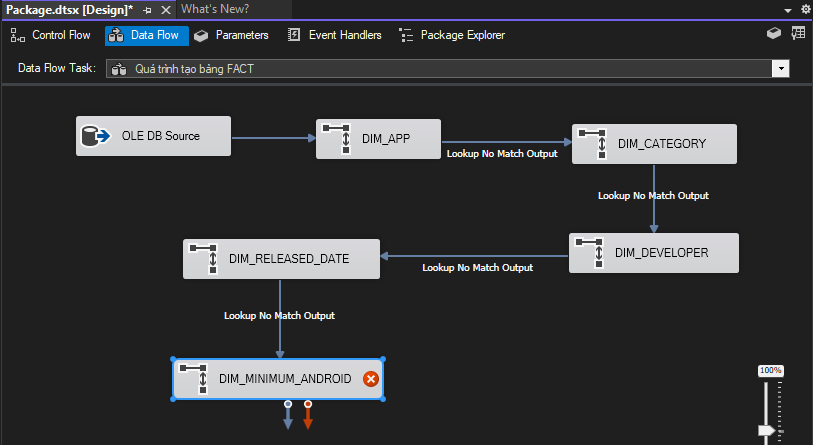 Package.dtsx [Design]*
What's New?
Control Flow
Data Flow
Parameters
Event Handlers
Package Explorer
Data Flow Task:
Quá trình tạo bảng FACT
OLE DB Source
DIM_APP
Lookup No Match Output
DIM_CATEGORY
Lookup No Match Output
DIM_DEVELOPER
Lookup No Match Output
DIM_RELEASED_DATE
Lookup No Match Output
DIM_MINIMUM_ANDROID
100%